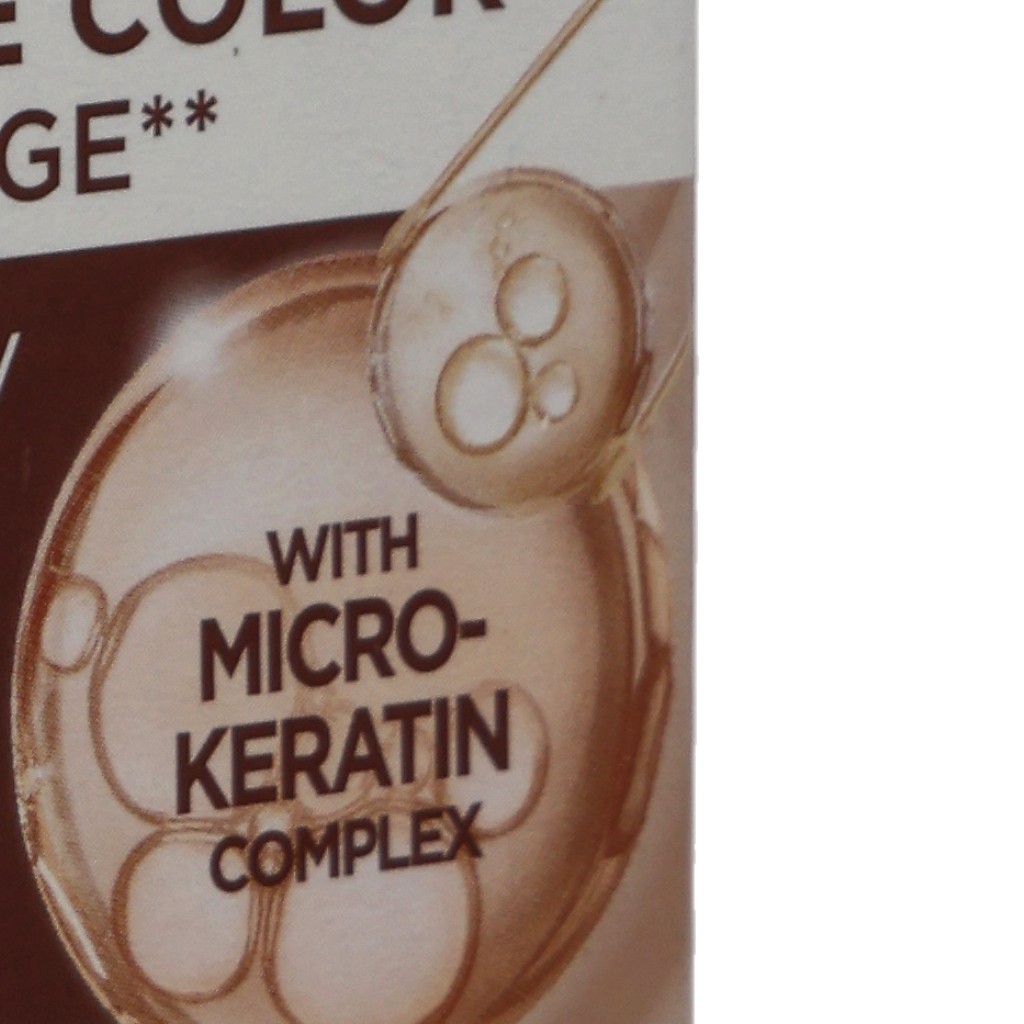 E COLOR
GE**
WITH
MICRO-
KERATIN
COMPLEX